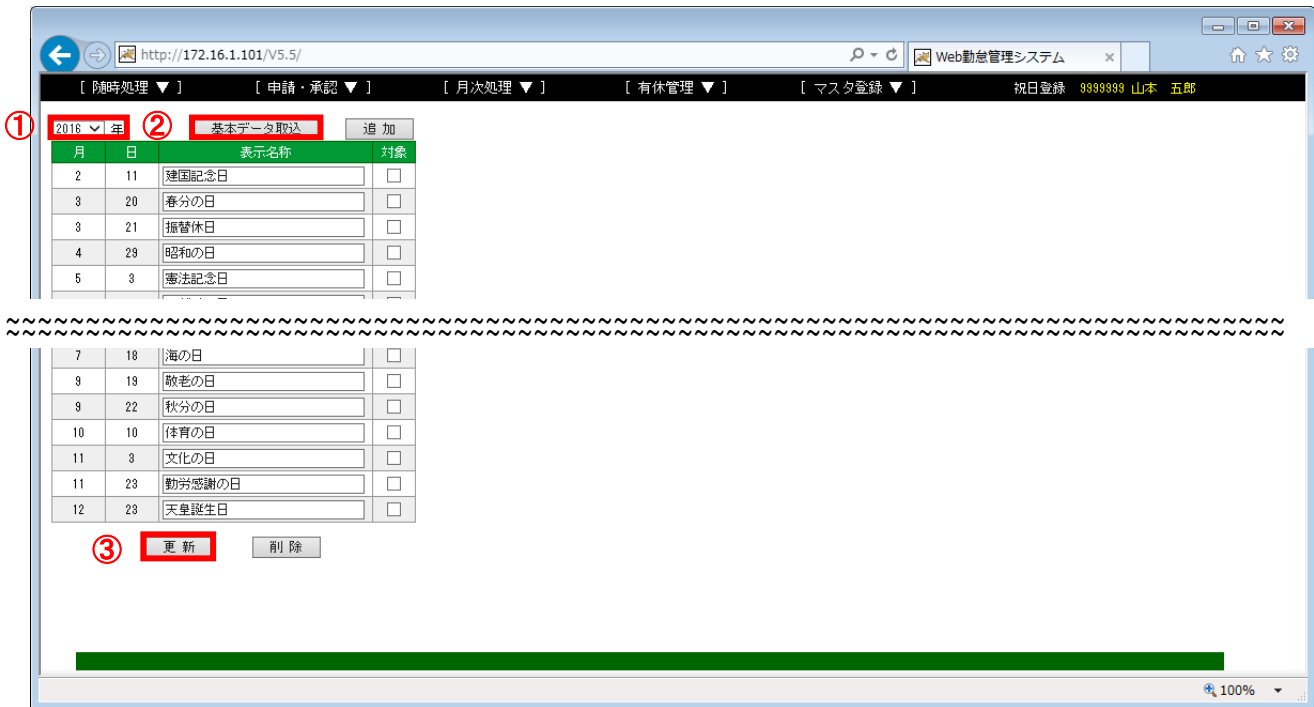 http://172.16.1.101/V5.5/
Web勤怠管理システム
[ 随時処理 ▼ ] [ 申請・承認 ▼ ] [ 月次処理 ▼ ] [ 有休管理 ▼ ] [ マスタ登録 ▼ ] 祝日登録 9999999 山本 五郎
① 2016 年 ② 基本データ取込 追 加
月 日 表示名称 対象
2 11 建国記念日
3 20 春分の日
3 21 振替休日
4 29 昭和の日
5 3 憲法記念日
~~~~~~~~~~~~~~~~~~~~~~~~~~~~~~~~~~~~~~~~~~~~~~~~~~~~~~~~~~~~~~~~~~~~~~~~~~~~~~~~
~~~~~~~~~~~~~~~~~~~~~~~~~~~~~~~~~~~~~~~~~~~~~~~~~~~~~~~~~~~~~~~~~~~~~~~~~~~~~~~~
7 18 海の日
9 19 敬老の日
9 22 秋分の日
10 10 体育の日
11 3 文化の日
11 23 勤労感謝の日
12 23 天皇誕生日
③ 更 新 削 除
100%